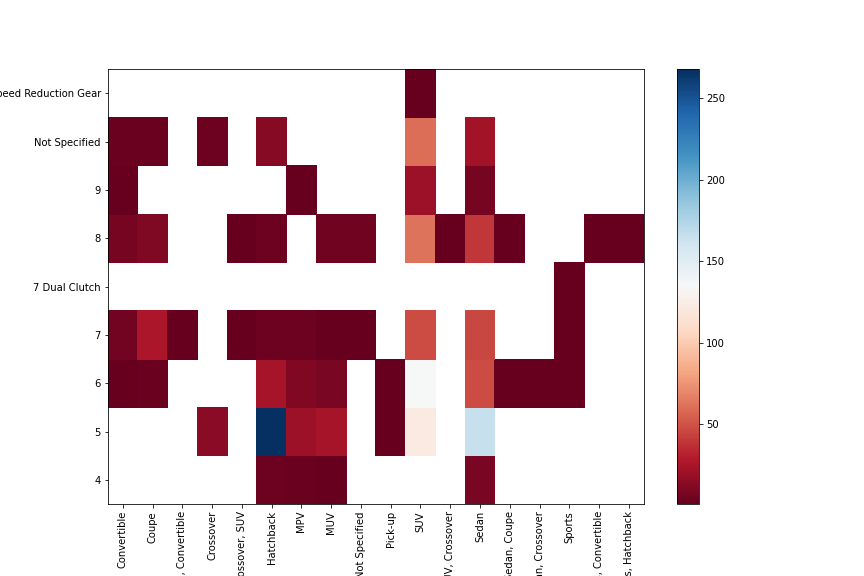 peed Reduction Gear
Not Specified
9
8
7 Dual Clutch
7
6
5
4
Convertible
Coupe
, Convertible
Crossover
ossover, SUV
Hatchback
MPV
MUV
Not Specified
Pick-up
SUV
UV, Crossover
Sedan
Sedan, Coupe
an, Crossover
Sports
, Convertible
s, Hatchback
250
200
150
100
50